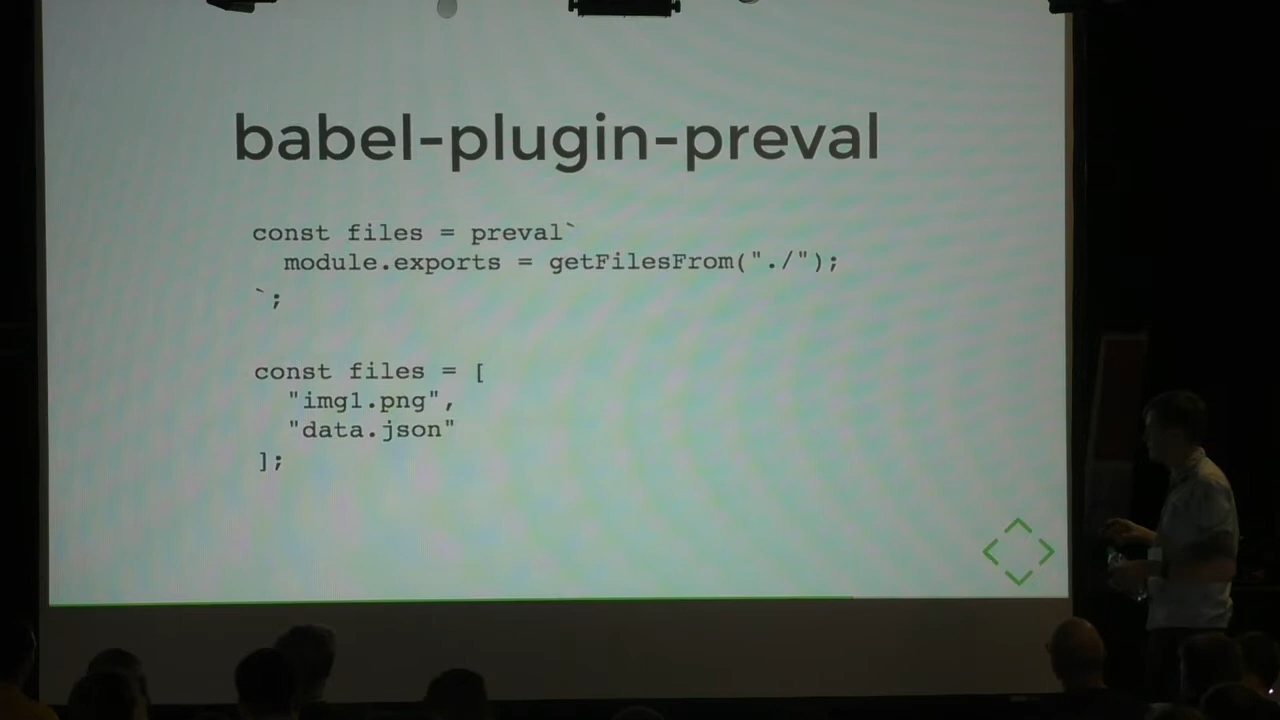 babel-plugin-preval
const files = preval`
module.exports = getFilesFrom("./");
`;
const files = [
"img1.png",
"data.json"
];